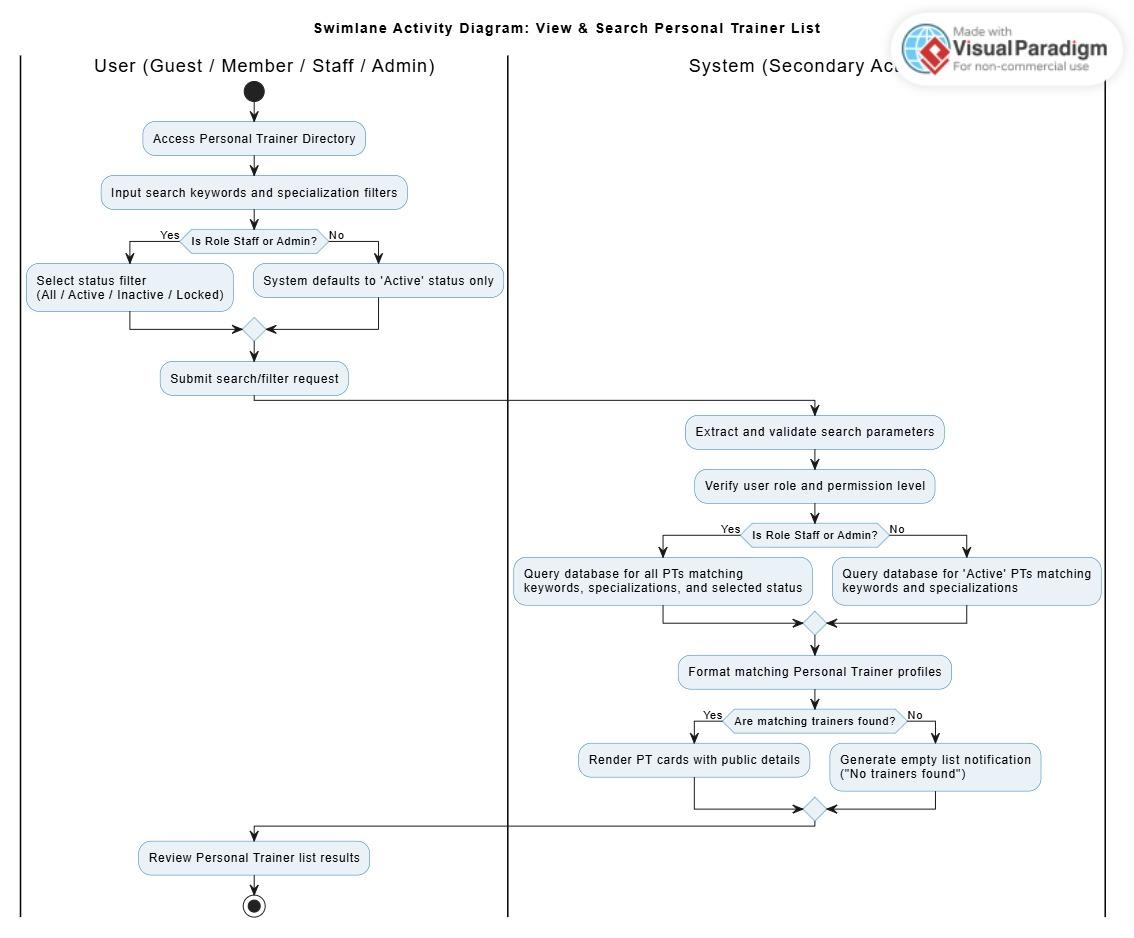 Swimlane Activity Diagram: View & Search Personal Trainer List
Made with
Visual Paradigm
For non-commercial use
User (Guest / Member / Staff / Admin)
System (Secondary
Access Personal Trainer Directory
Input search keywords and specialization filters
Yes
Is Role Staff or Admin?
No
Select status filter
(All / Active / Inactive / Locked)
System defaults to 'Active' status only
Submit search/filter request
Extract and validate search parameters
Verify user role and permission level
Yes
Is Role Staff or Admin?
No
Query database for all PTs matching
keywords, specializations, and selected status
Query database for 'Active' PTs matching
keywords and specializations
Format matching Personal Trainer profiles
Yes
Are matching trainers found?
No
Render PT cards with public details
Generate empty list notification
("No trainers found")
Review Personal Trainer list results